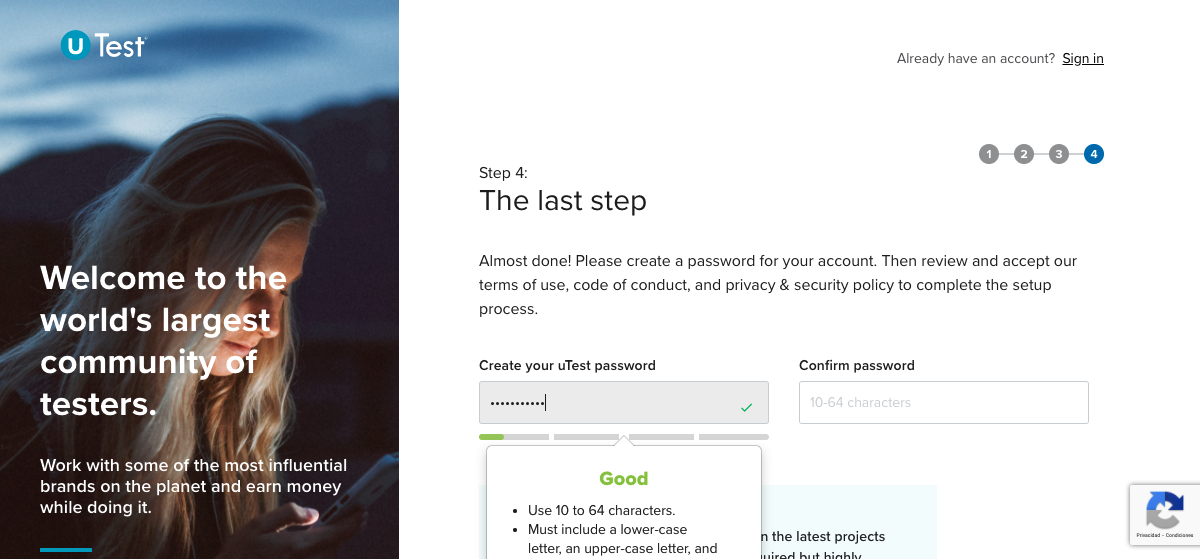 U Test
Already have an account? Sign in
1 2 3 4
Step 4:
The last step
Welcome to the
world's largest
community of
testers.
Work with some of the most influential
brands on the planet and earn money
while doing it.
Almost done! Please create a password for your account. Then review and accept our
terms of use, code of conduct, and privacy & security policy to complete the setup
process.
Create your uTest password
•••••••••••
Confirm password
10-64 characters
Good
• Use 10 to 64 characters.
• Must include a lower-case
letter, an upper-case letter, and
n the latest projects
uired but highly
Privacidad - Condiciones